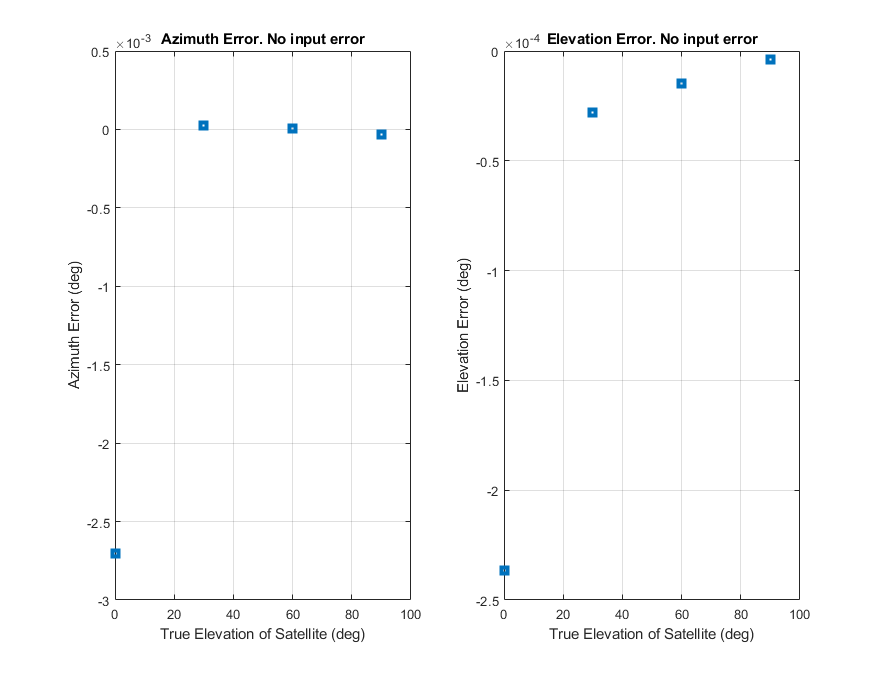 ×10-3 Azimuth Error. No input error
0.5
0
-0.5
-1
-1.5
-2
-2.5
-3
Azimuth Error (deg)
0 20 40 60 80 100
True Elevation of Satellite (deg)
×10-4 Elevation Error. No input error
0
-0.5
-1
-1.5
-2
-2.5
Elevation Error (deg)
0 20 40 60 80 100
True Elevation of Satellite (deg)